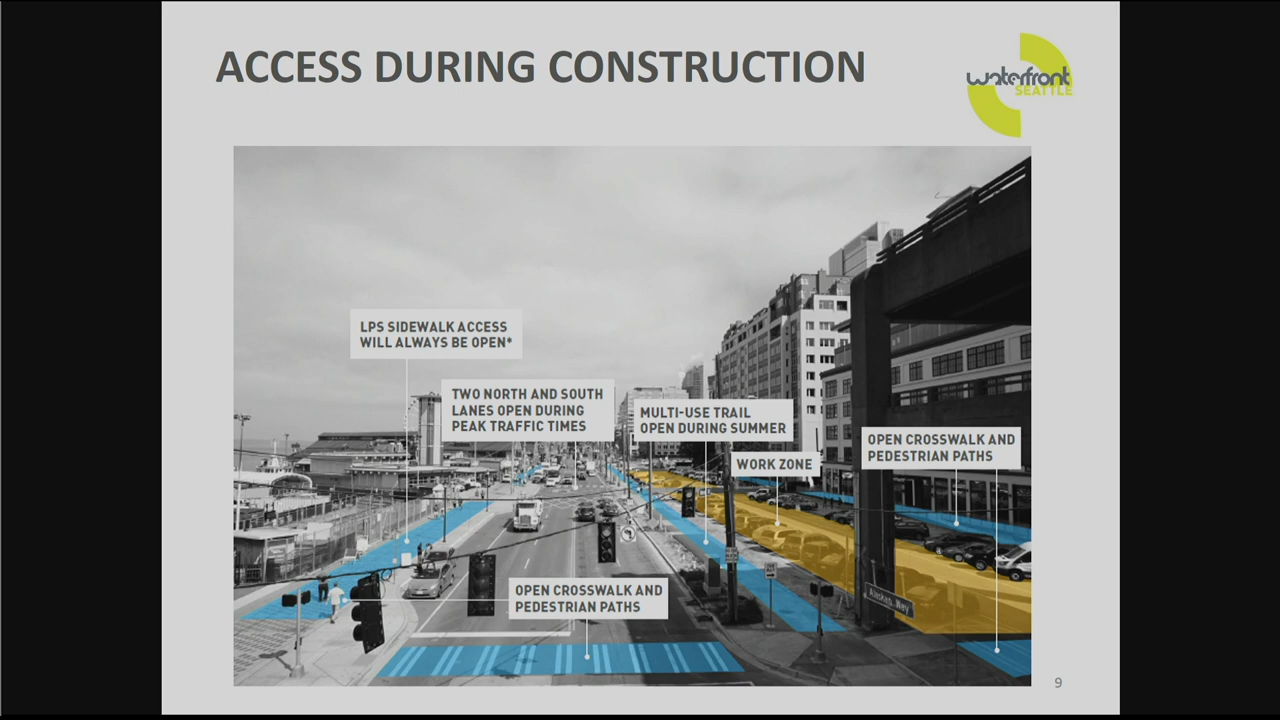 ACCESS DURING CONSTRUCTION
waterfront
SEATTLE
LPS SIDEWALK ACCESS
WILL ALWAYS BE OPEN*
TWO NORTH AND SOUTH
LANES OPEN DURING
PEAK TRAFFIC TIMES
MULTI-USE TRAIL
OPEN DURING SUMMER
WORK ZONE
OPEN CROSSWALK AND
PEDESTRIAN PATHS
OPEN CROSSWALK AND
PEDESTRIAN PATHS
Alaskan Way
9